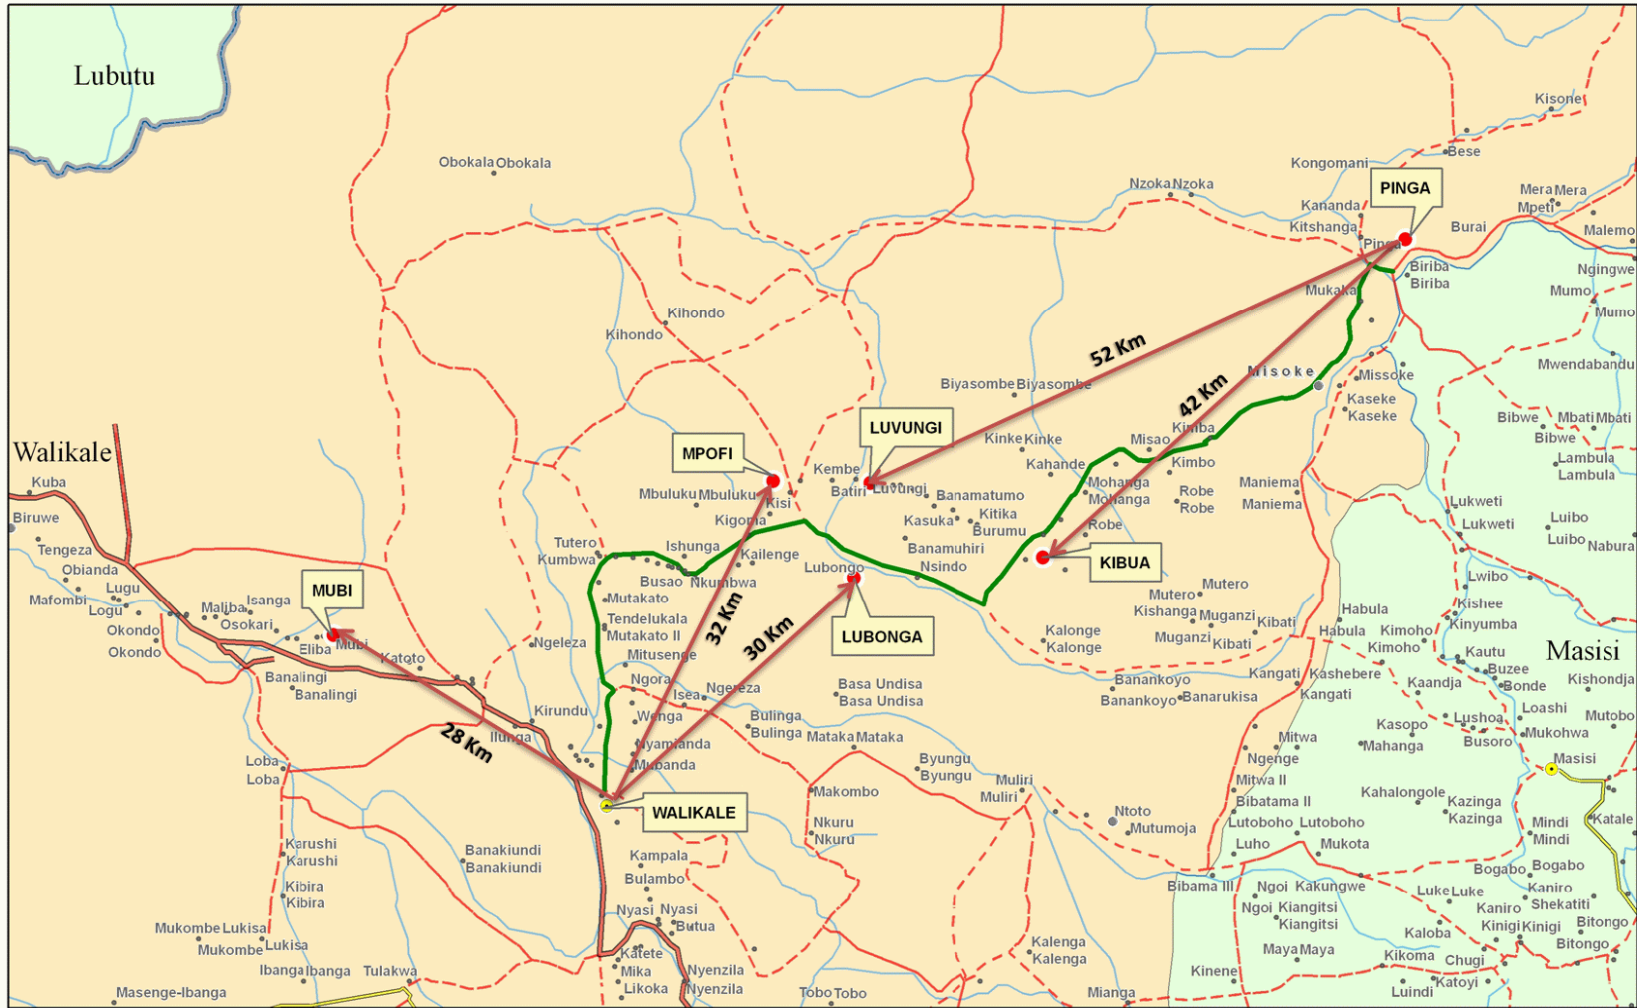 Lubutu
Kisone
Obokala Obokala
Kongomani
Bese
PINGA
Nzoka Nzoka
Mera Mera
Mpeti
Kananda
Kitshanga
Burai
Malemo
Pinga
Biriba
Biriba
Ngingwe
Mukaka
Mumo
Mumo
Kihondo
Kihondo
52 Km
Mwendabandu
Misoke
Missoke
Biyasombe Biyasombe
42 Km
Kaseke
Kaseke
Bibwe
Mbati Mbati
Bibwe
LUVUNGI
Kimba
Walikale
MPOFI
Kinke Kinke
Misao
Kahande
Kimbo
Lambula
Lambula
Kuba
Kembe
Batiri
Luvungi
Mohanga
Mohanga
Maniema
Maniema
Mbuluku Mbuluku
Kisi
Banamatumo
Robe
Robe
Lukweti
Lukweti
Biruwe
Kigoma
Kasuka
Kitika
Burumu
Robe
Luibo
Luibo
Nabura
Tengeza
Tutero
Kumbwa
Ishunga
Kailenge
Banamuhiri
Nsindo
KIBUA
Obianda
Lubongo
Busao
Nkumbwa
Lwibo
MUBI
Lugu
Mafombi
Logu
Maliba
Isanga
Osokari
Mutakato
Tendelukala
Mutakato II
32 Km
30 Km
LUBONGA
Mutero
Mutero
Kishanga
Muganzi
Muganzi
Kibati
Kibati
Habula
Habula
Kishee
Kinyumba
Okondo
Okondo
Eliba
Mubi
Katoto
Ngeleza
Kalonge
Kalonge
Kimoho
Kimoho
Kautu
Buzee
Bonde
Masisi
Mitusenge
Banalingi
Banalingi
Ngora
Isea
Ngereza
Basa Undisa
Basa Undisa
Banankoyo
Banankoyo
Banarukisa
Kangati
Kangati
Kashebere
Kaandja
Kishondja
Kirundu
Ilunga
Wenga
Bulinga
Bulinga
Mataka Mataka
Kasopo
Lushoa
Loashi
Mutobo
Mukohwa
28 Km
Nyamianda
Mubanda
Mitwa
Mahanga
Busoro
Loba
Loba
Byungu
Byungu
Ngenge
Masisi
Muliri
Muliri
Mitwa II
WALIKALE
Makombo
Bibatama II
Kahalongole
Kazinga
Kazinga
Ntoto
Mutumoja
Lutoboho
Lutoboho
Mindi
Mindi
Katale
Nkuru
Nkuru
Karushi
Karushi
Banakiundi
Banakiundi
Kampala
Luho
Mukota
Bulambo
Bibama III
Bogabo
Bogabo
Kibira
Kibira
Ngoi
Ngoi
Kakungwe
Kiangitsi
Kiangitsi
Luke Luke
Kaniro
Kaniro
Shekatiti
Nyasi
Nyasi
Butua
Mukombe
Mukombe
Lukisa
Lukisa
Kinigi Kinigi
Bitongo
Bitongo
Kaloba
Katete
Kalenga
Kalenga
Maya Maya
Kikoma
Chugi
Ibanga Ibanga
Tulakwa
Mika
Likoka
Nyenzila
Nyenzila
Kinene
Katoyi
Luindi
Masenge-Ibanga
Tobo Tobo
Mianga